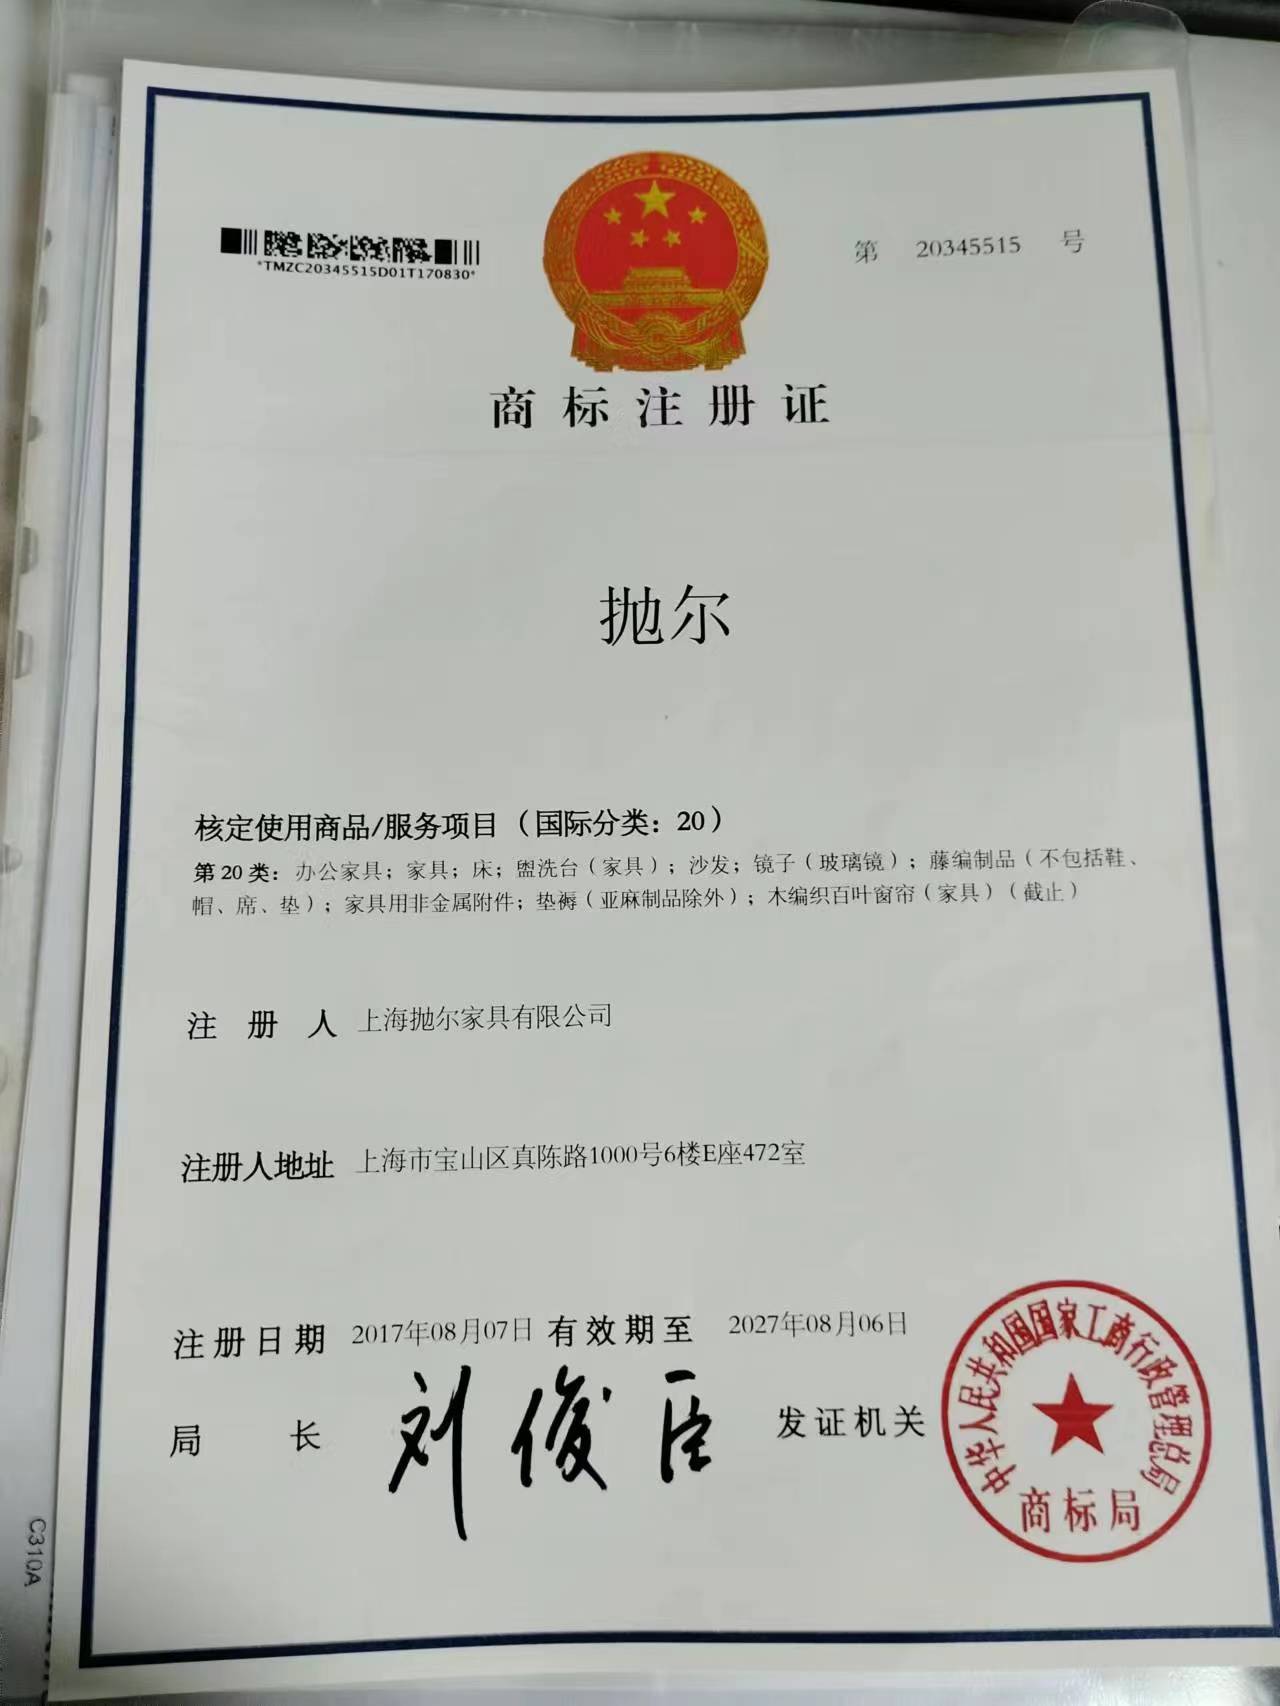 *TMZC20345515D01T170830*
第 20345515 号
商标注册证
抛尔
核定使用商品/服务项目（国际分类：20）
第20类：办公家具；家具；床；盥洗台（家具）；沙发；镜子（玻璃镜）；藤编制品（不包括鞋、
帽、席、垫）；家具用非金属附件；垫褥（亚麻制品除外）；木编织百叶窗帘（家具）（截止）
注册人 上海抛尔家具有限公司
注册人地址 上海市宝山区真陈路1000号6楼E座472室
注册日期 2017年08月07日 有效期至 2027年08月06日
局长 刘俊臣 发证机关
中华人民共和国国家工商行政管理总局
商标局
C310A